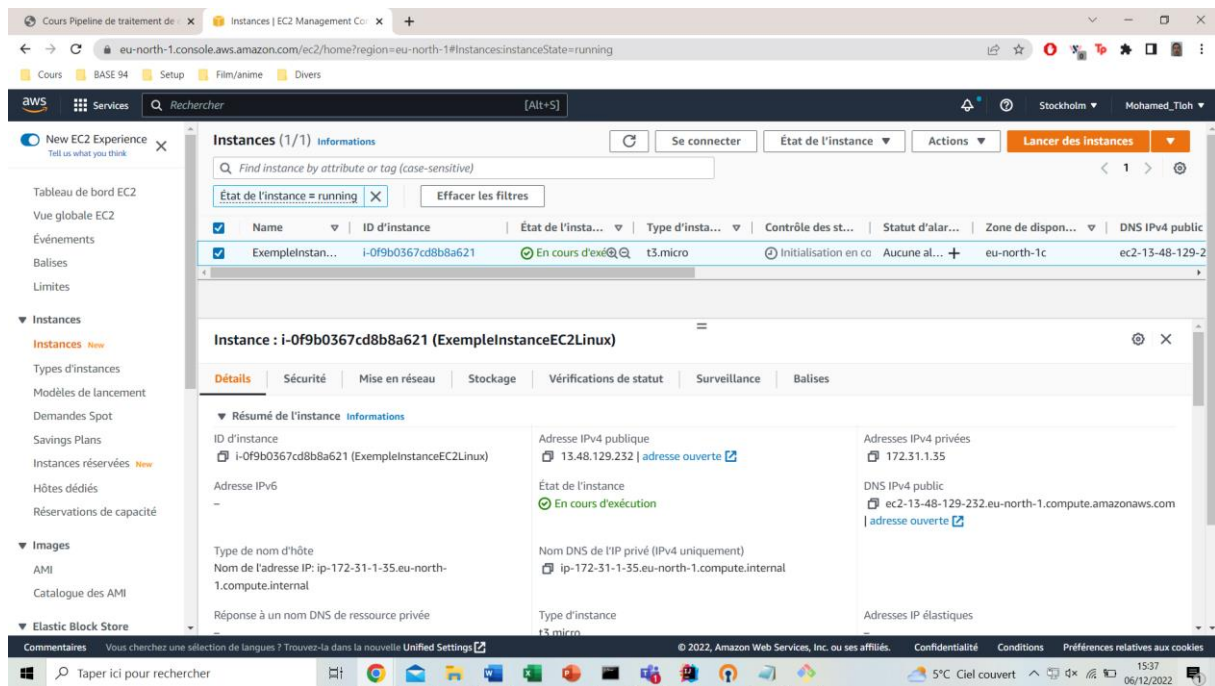 Cours Pipeline de traitement de
Instances | EC2 Management Con
eu-north-1.console.aws.amazon.com/ec2/home?region=eu-north-1#Instances:instanceState=running
Cours BASE 94 Setup Film/anime Divers
aws Services Rechercher [Alt+S] Stockholm Mohamed_Tloh
New EC2 Experience
Tell us what you think
Tableau de bord EC2
Vue globale EC2
Événements
Balises
Limites
Instances
Instances New
Types d'instances
Modèles de lancement
Demandes Spot
Savings Plans
Instances réservées New
Hôtes dédiés
Réservations de capacité
Images
AMI
Catalogue des AMI
Elastic Block Store
Instances (1/1) Informations Se connecter État de l'instance Actions Lancer des instances
Find instance by attribute or tag (case-sensitive) 1
État de l'instance = running Effacer les filtres
Name ID d'instance État de l'insta... Type d'insta... Contrôle des st... Statut d'alar... Zone de dispon... DNS IPv4 public
ExempleInstan... i-0f9b0367cd8b8a621 En cours d'exé t3.micro Initialisation en co Aucune al... eu-north-1c ec2-13-48-129-2
Instance : i-0f9b0367cd8b8a621 (ExempleInstanceEC2Linux)
Détails Sécurité Mise en réseau Stockage Vérifications de statut Surveillance Balises
Résumé de l'instance Informations
ID d'instance Adresse IPv4 publique Adresses IPv4 privées
i-0f9b0367cd8b8a621 (ExempleInstanceEC2Linux) 13.48.129.232 | adresse ouverte 172.31.1.35
Adresse IPv6 État de l'instance DNS IPv4 public
– En cours d'exécution ec2-13-48-129-232.eu-north-1.compute.amazonaws.com
| adresse ouverte
Type de nom d'hôte Nom DNS de l'IP privé (IPv4 uniquement)
Nom de l'adresse IP: ip-172-31-1-35.eu-north- ip-172-31-1-35.eu-north-1.compute.internal
1.compute.internal
Réponse à un nom DNS de ressource privée Type d'instance Adresses IP élastiques
– t3.micro –
Commentaires Vous cherchez une sélection de langues ? Trouvez-la dans la nouvelle Unified Settings © 2022, Amazon Web Services, Inc. ou ses affiliés. Confidentialité Conditions Préférences relatives aux cookies
Taper ici pour rechercher 5°C Ciel couvert 15:37
06/12/2022